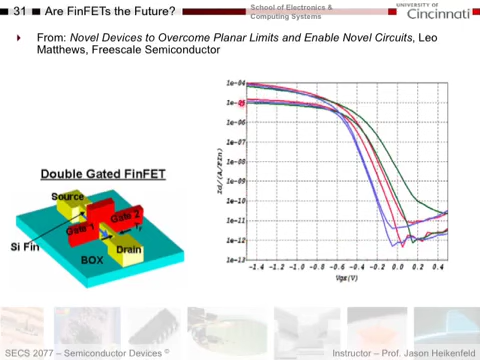 31
Are FinFETs the Future?
School of Electronics &
Computing Systems
UNIVERSITY OF
Cincinnati
From: Novel Devices to Overcome Planar Limits and Enable Novel Circuits, Leo
Matthews, Freescale Semiconductor
Double Gated FinFET
Source
Gate 2
Gate 1
Si Fin
Drain
BOX
Id/(A/Fin)
1e-04
1e-06
1e-07
1e-08
1e-09
1e-10
1e-11
1e-12
1e-13
-1.4 -1.2 -1.0 -0.8 -0.6 -0.4 -0.2 0.0 0.2 0.4
Vgs(V)
SECS 2077 – Semiconductor Devices ©
Instructor – Prof. Jason Heikenfeld